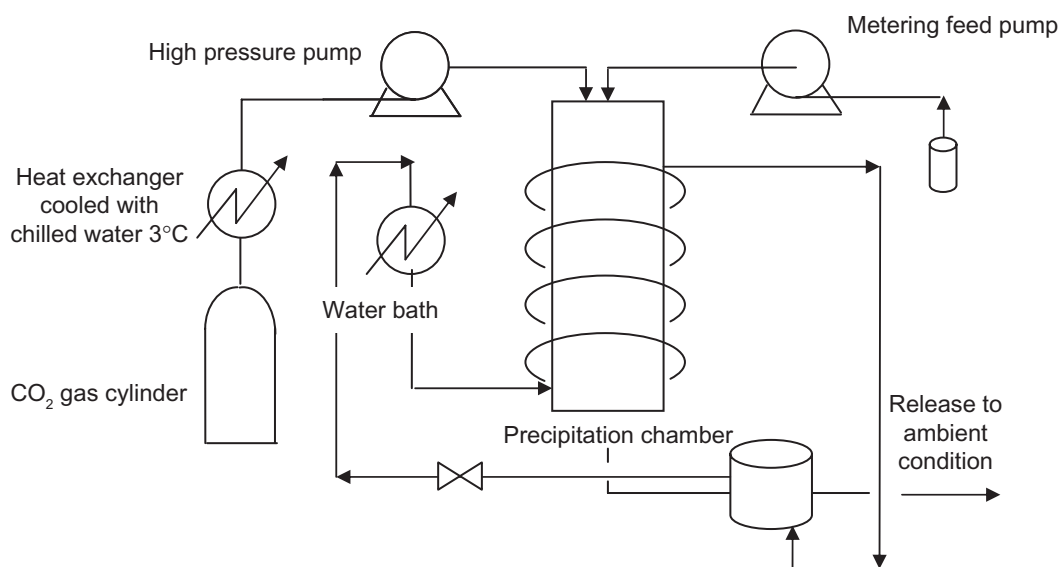 Metering feed pump
High pressure pump
Heat exchanger
cooled with
chilled water 3°C
Water bath
CO₂ gas cylinder
Precipitation chamber
Release to
ambient
condition